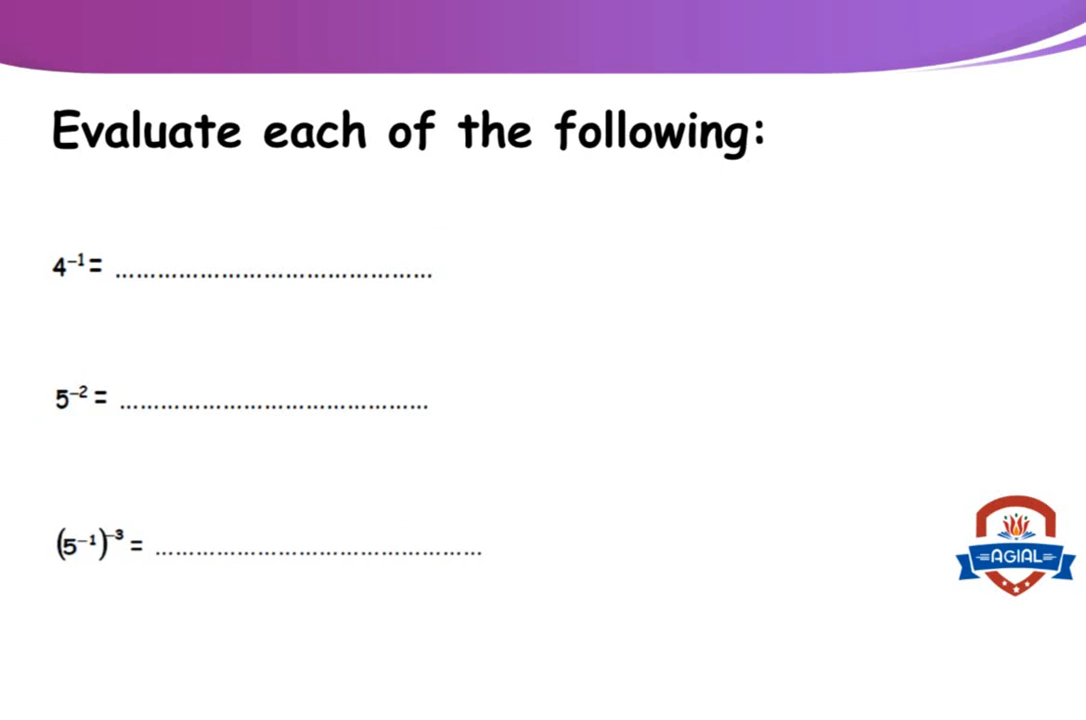 Evaluate each of the following:
4⁻¹= ……………………………………
5⁻² = ……………………………………
(5⁻¹)⁻³ = ……………………………………
AGIAL